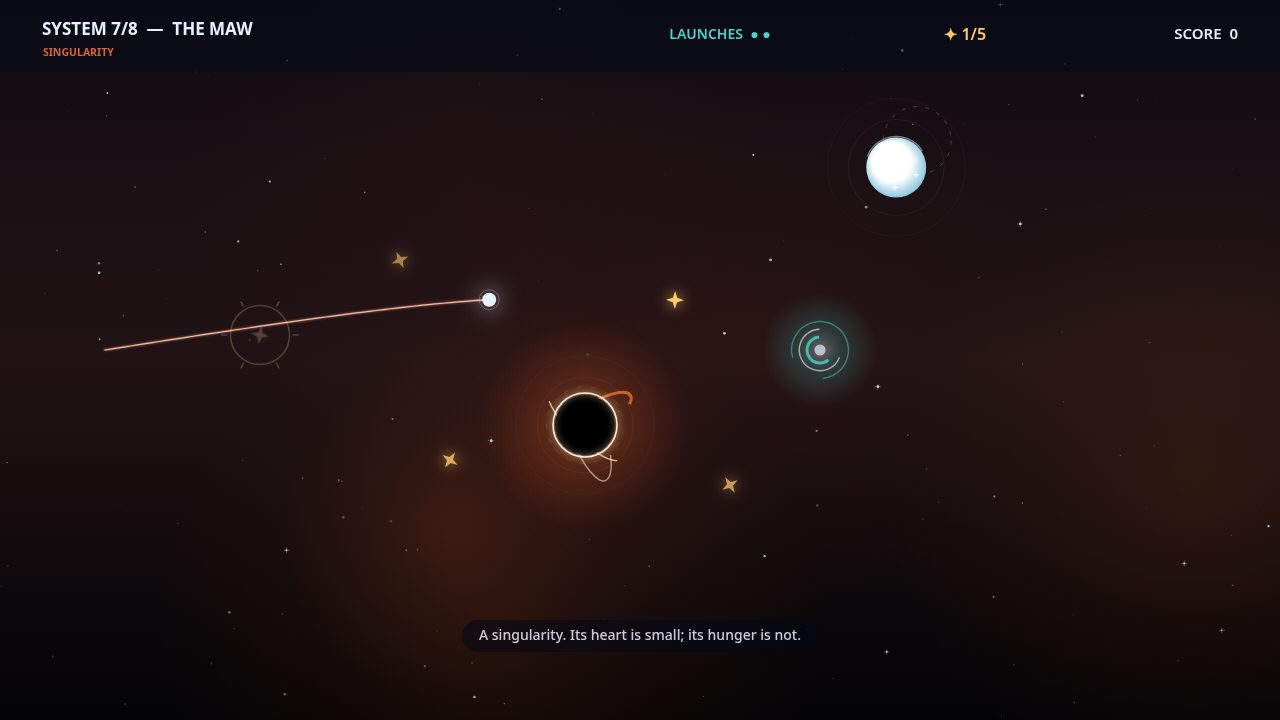 SYSTEM 7/8 — THE MAW
SINGULARITY
LAUNCHES
1/5
SCORE 0
A singularity. Its heart is small; its hunger is not.